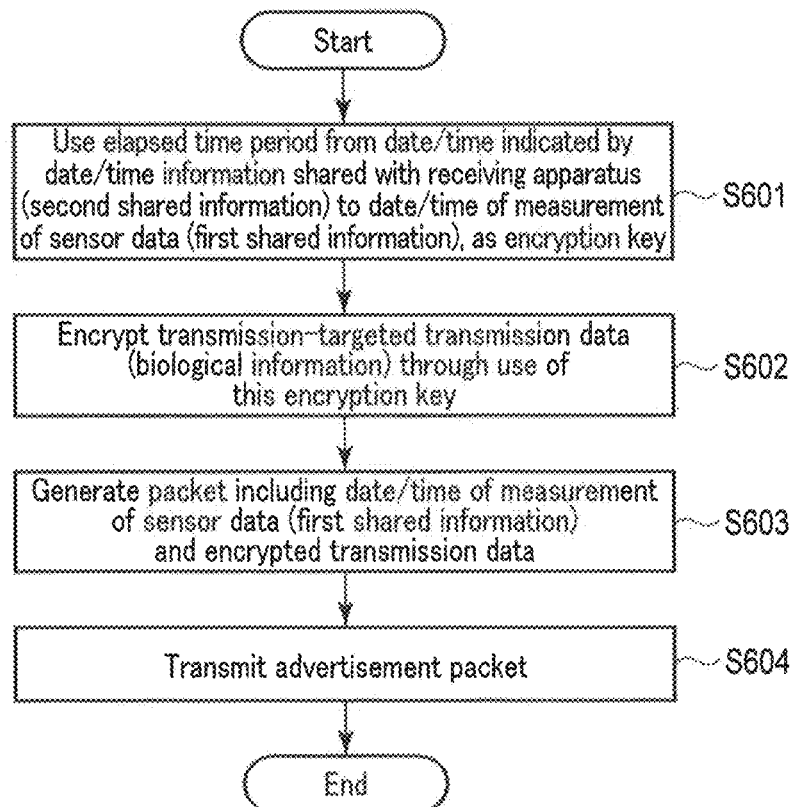 Start
Use elapsed time period from date/time indicated by
date/time information shared with receiving apparatus
(second shared information) to date/time of measurement
of sensor data (first shared information), as encryption key
S601
Encrypt transmission-targeted transmission data
(biological information) through use of
this encryption key
S602
Generate packet including date/time of measurement
of sensor data (first shared information)
and encrypted transmission data
S603
Transmit advertisement packet
S604
End